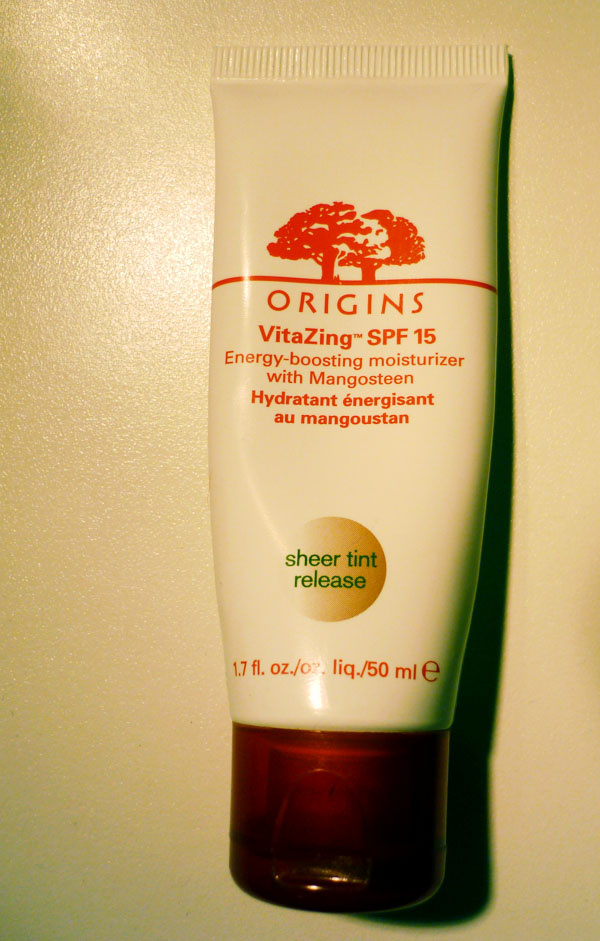 ORIGINS
VitaZing™ SPF 15
Energy-boosting moisturizer
with Mangosteen
Hydratant énergisant
au mangoustan
sheer tint
release
1.7 fl. oz./oz. liq./50 ml ℮